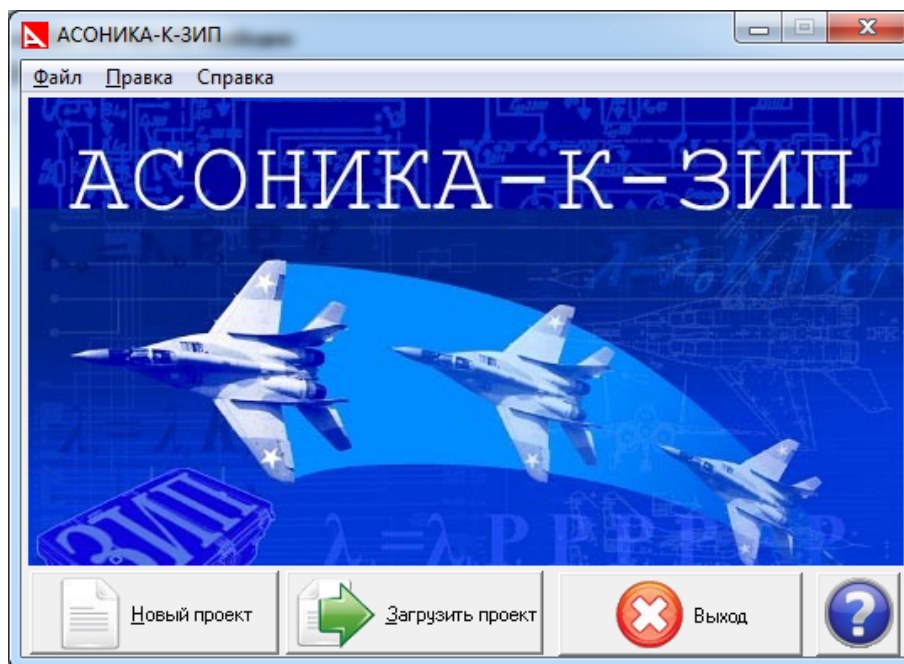 АСОНИКА-К-ЗИП
Файл Правка Справка
АСОНИКА-К-ЗИП
ЗИП
Новый проект
Загрузить проект
Выход
?